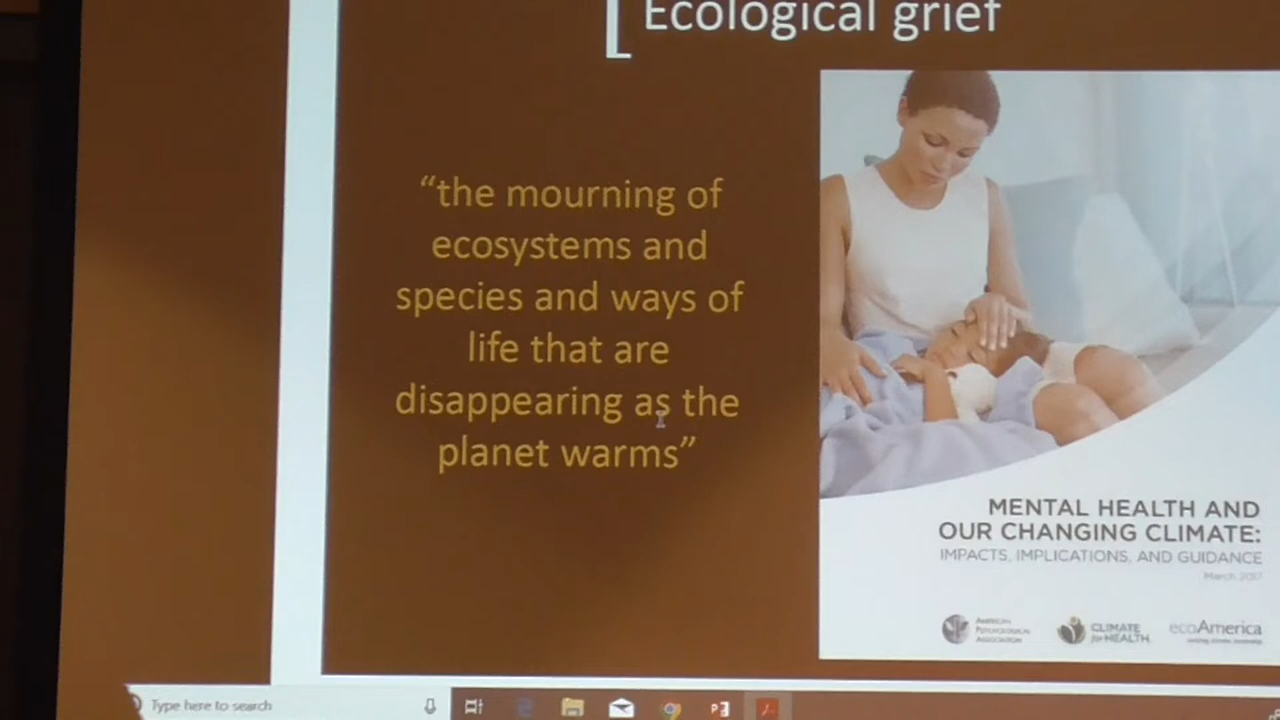 Ecological grief
“the mourning of
ecosystems and
species and ways of
life that are
disappearing as the
planet warms”
MENTAL HEALTH AND
OUR CHANGING CLIMATE:
IMPACTS, IMPLICATIONS, AND GUIDANCE
March 2017
AMERICAN
PSYCHOLOGICAL
ASSOCIATION
CLIMATE
for HEALTH
ecoAmerica
Type here to search